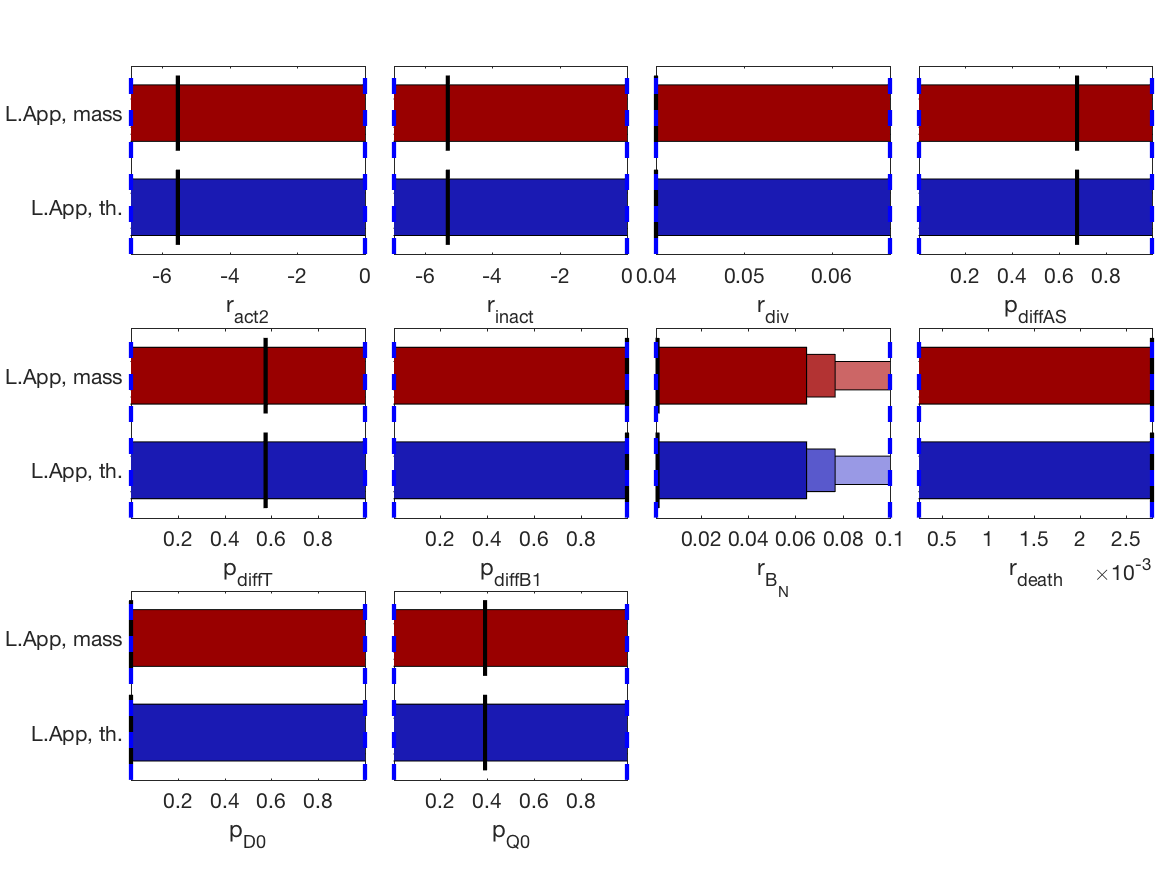 L.App, mass
L.App, th.
-6 -4 -2 0
r_act2
-6 -4 -2 0
r_inact
0.04 0.05 0.06
r_div
0.2 0.4 0.6 0.8
p_diffAS
L.App, mass
L.App, th.
0.2 0.4 0.6 0.8
p_diffT
0.2 0.4 0.6 0.8
p_diffB1
0.02 0.04 0.06 0.08 0.1
r_B_N
0.5 1 1.5 2 2.5
r_death ×10^-3
L.App, mass
L.App, th.
0.2 0.4 0.6 0.8
p_D0
0.2 0.4 0.6 0.8
p_Q0